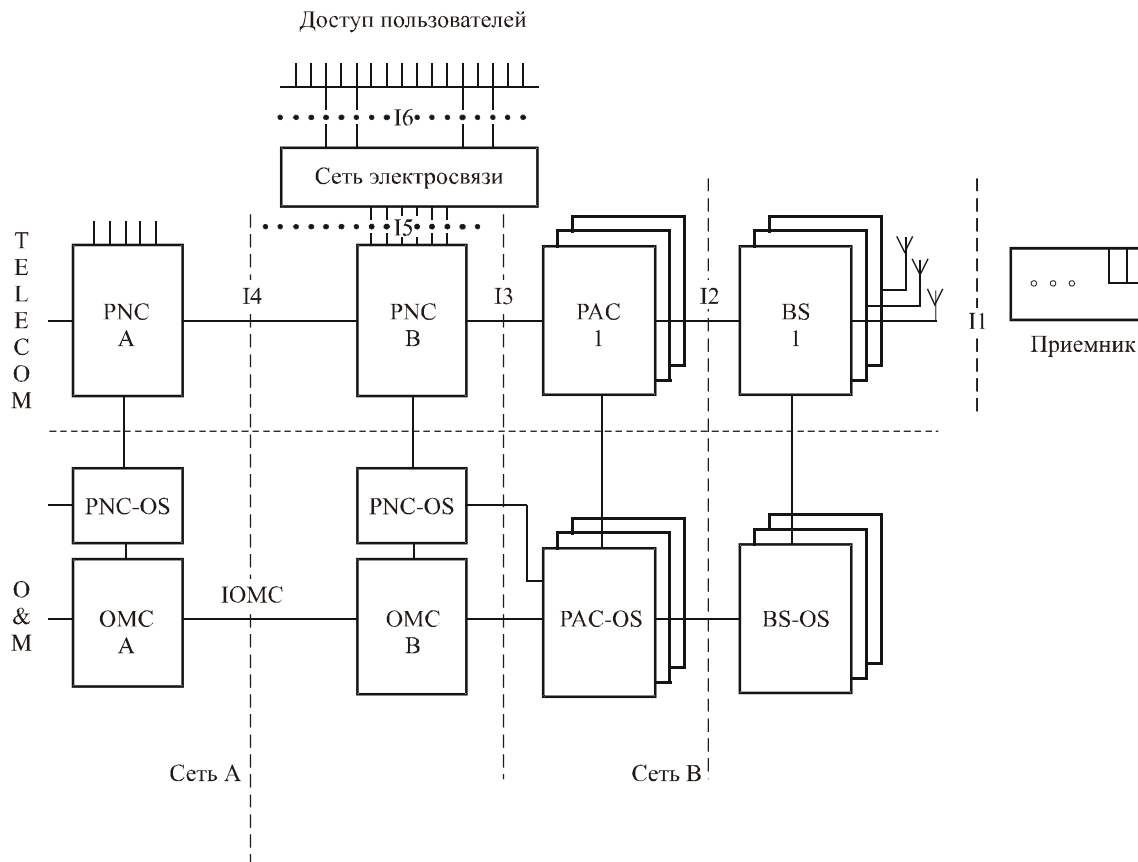 Доступ пользователей
I6
Сеть электросвязи
I5
TELECOM
PNC
A
I4
PNC
B
I3
PAC
1
I2
BS
1
I1
Приемник
PNC-OS
PNC-OS
O&M
OMC
A
IOMC
OMC
B
PAC-OS
BS-OS
Сеть A
Сеть B